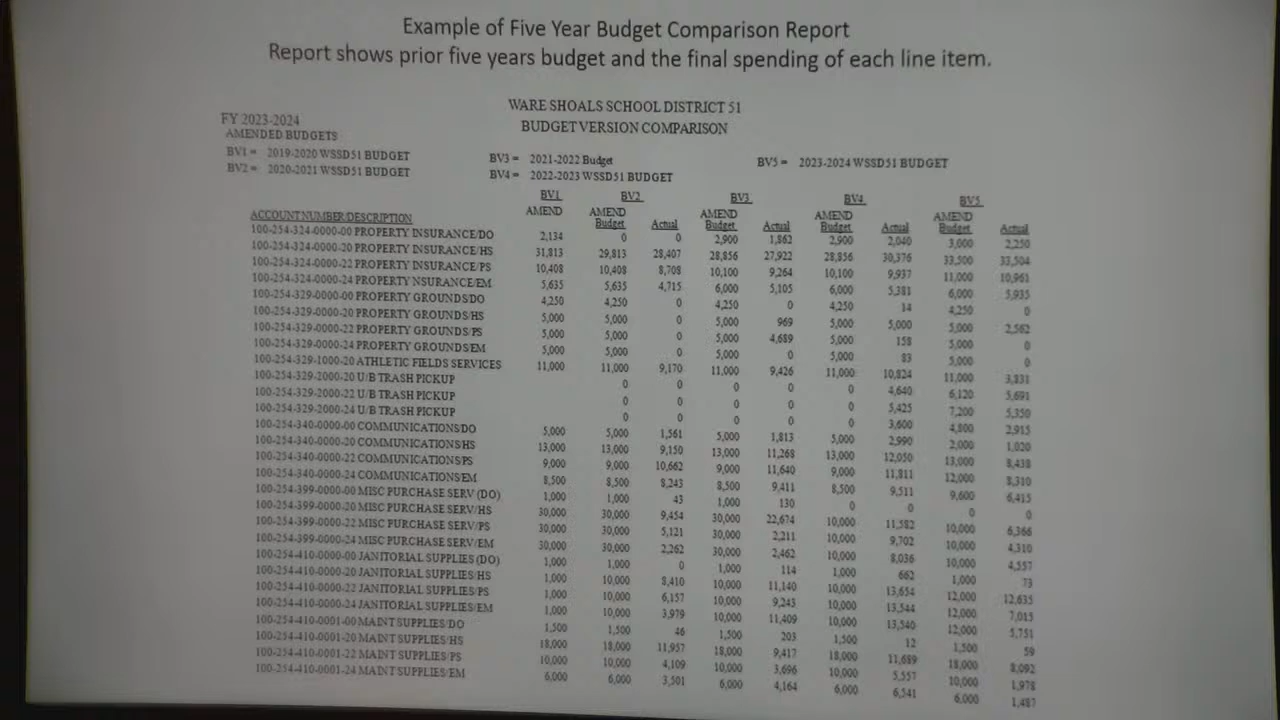 Example of Five Year Budget Comparison Report
Report shows prior five years budget and the final spending of each line item.
WARE SHOALS SCHOOL DISTRICT 51
BUDGET VERSION COMPARISON
FY 2023-2024
AMENDED BUDGETS
BV1 = 2019-2020 WSSD51 BUDGET BV3 = 2021-2022 Budget BV5 = 2023-2024 WSSD51 BUDGET
BV2 = 2020-2021 WSSD51 BUDGET BV4 = 2022-2023 WSSD51 BUDGET
BV1 BV2 BV3 BV4 BV5
AMEND AMEND AMEND AMEND AMEND
ACCOUNT NUMBER/DESCRIPTION Budget Actual Budget Actual Budget Actual Budget Actual
100-254-324-0000-00 PROPERTY INSURANCE/DO 2,134 0 0 2,900 1,862 2,900 2,040 3,000 2,250
100-254-324-0000-20 PROPERTY INSURANCE/HS 31,813 29,813 28,407 28,856 27,922 28,856 30,376 33,500 33,504
100-254-324-0000-22 PROPERTY INSURANCE/PS 10,408 10,408 8,708 10,100 9,264 10,100 9,937 11,000 10,961
100-254-324-0000-24 PROPERTY NSURANCE/EM 5,635 5,635 4,715 6,000 5,105 6,000 5,381 6,000 5,935
100-254-329-0000-00 PROPERTY GROUNDS/DO 4,250 4,250 0 4,250 0 4,250 14 4,250 0
100-254-329-0000-20 PROPERTY GROUNDS/HS 5,000 5,000 0 5,000 969 5,000 5,000 5,000 2,562
100-254-329-0000-22 PROPERTY GROUNDS/PS 5,000 5,000 0 5,000 4,689 5,000 158 5,000 0
100-254-329-0000-24 PROPERTY GROUNDS/EM 5,000 5,000 0 5,000 0 5,000 83 5,000 0
100-254-329-1000-20 ATHLETIC FIELDS SERVICES 11,000 11,000 9,170 11,000 9,426 11,000 10,824 11,000 3,831
100-254-329-2000-20 U/B TRASH PICKUP 0 0 0 0 0 4,640 6,120 5,691
100-254-329-2000-22 U/B TRASH PICKUP 0 0 0 0 0 5,425 7,200 5,350
100-254-329-2000-24 U/B TRASH PICKUP 0 0 0 0 0 3,600 4,800 2,915
100-254-340-0000-00 COMMUNICATIONS/DO 5,000 5,000 1,561 5,000 1,813 5,000 2,990 2,000 1,020
100-254-340-0000-20 COMMUNICATIONS/HS 13,000 13,000 9,150 13,000 11,268 13,000 12,050 13,000 8,438
100-254-340-0000-22 COMMUNICATIONS/PS 9,000 9,000 10,662 9,000 11,640 9,000 11,811 12,000 8,310
100-254-340-0000-24 COMMUNICATIONS/EM 8,500 8,500 8,243 8,500 9,411 8,500 9,511 9,600 6,415
100-254-399-0000-00 MISC PURCHASE SERV (DO) 1,000 1,000 43 1,000 130 0 0 0 0
100-254-399-0000-20 MISC PURCHASE SERV/HS 30,000 30,000 9,454 30,000 22,674 10,000 11,582 10,000 6,366
100-254-399-0000-22 MISC PURCHASE SERV/PS 30,000 30,000 5,121 30,000 2,211 10,000 9,702 10,000 4,310
100-254-399-0000-24 MISC PURCHASE SERV/EM 30,000 30,000 2,262 30,000 2,462 10,000 8,036 10,000 4,557
100-254-410-0000-00 JANITORIAL SUPPLIES (DO) 1,000 1,000 0 1,000 114 1,000 662 1,000 73
100-254-410-0000-20 JANITORIAL SUPPLIES/HS 1,000 10,000 8,410 10,000 11,140 10,000 13,654 12,000 12,635
100-254-410-0000-22 JANITORIAL SUPPLIES/PS 1,000 10,000 6,157 10,000 9,243 10,000 13,544 12,000 7,015
100-254-410-0000-24 JANITORIAL SUPPLIES/EM 1,000 10,000 3,979 10,000 11,409 10,000 13,540 12,000 5,751
100-254-410-0001-00 MAINT SUPPLIES/DO 1,500 1,500 46 1,500 203 1,500 12 1,500 59
100-254-410-0001-20 MAINT SUPPLIES/HS 18,000 18,000 11,957 18,000 9,417 18,000 11,689 18,000 8,092
100-254-410-0001-22 MAINT SUPPLIES/PS 10,000 10,000 4,109 10,000 3,696 10,000 5,557 10,000 1,978
100-254-410-0001-24 MAINT SUPPLIES/EM 6,000 6,000 3,501 6,000 4,164 6,000 6,541 6,000 1,487